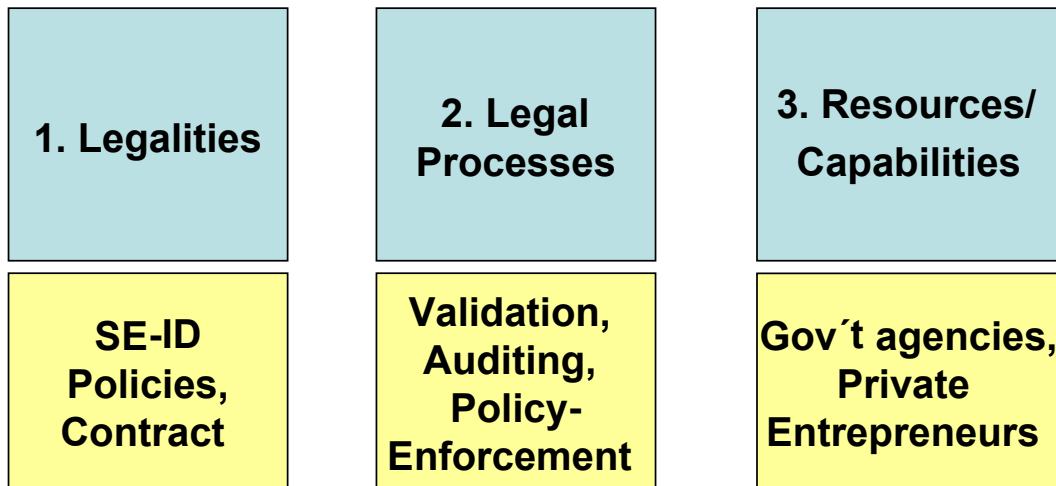 1. Legalities
2. Legal
Processes
3. Resources/
Capabilities
SE-ID
Policies,
Contract
Validation,
Auditing,
Policy-
Enforcement
Gov´t agencies,
Private
Entrepreneurs